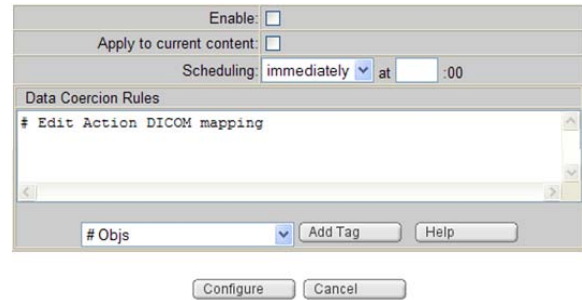 Enable:
Apply to current content:
Scheduling: immediately at :00
Data Coercion Rules
# Edit Action DICOM mapping
# Objs Add Tag Help
Configure Cancel